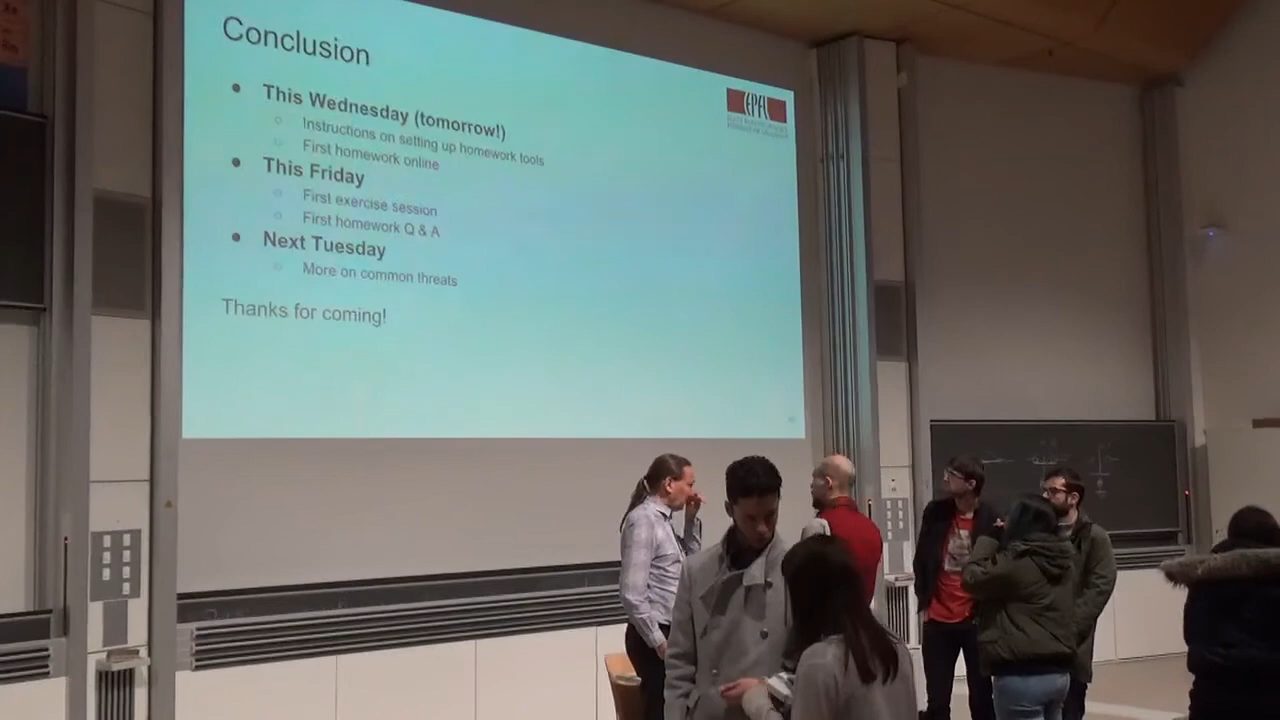 Conclusion
This Wednesday (tomorrow!)
Instructions on setting up homework tools
First homework online
This Friday
First exercise session
First homework Q & A
Next Tuesday
More on common threats
Thanks for coming!
EPFL